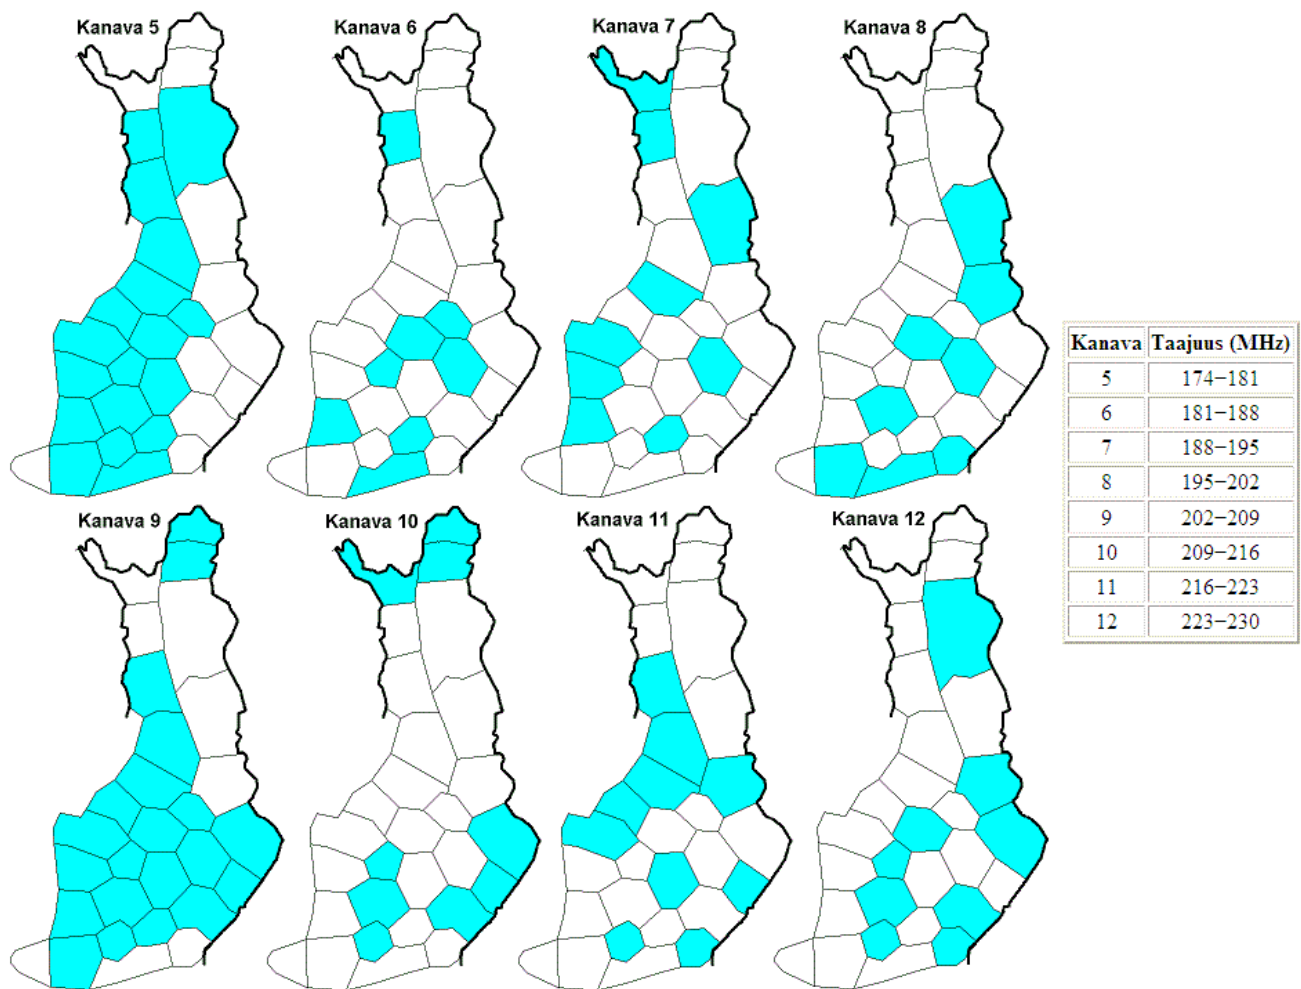 Kanava 5
Kanava 6
Kanava 7
Kanava 8
Kanava Taajuus (MHz)
5 174–181
6 181–188
7 188–195
8 195–202
9 202–209
10 209–216
11 216–223
12 223–230
Kanava 9
Kanava 10
Kanava 11
Kanava 12